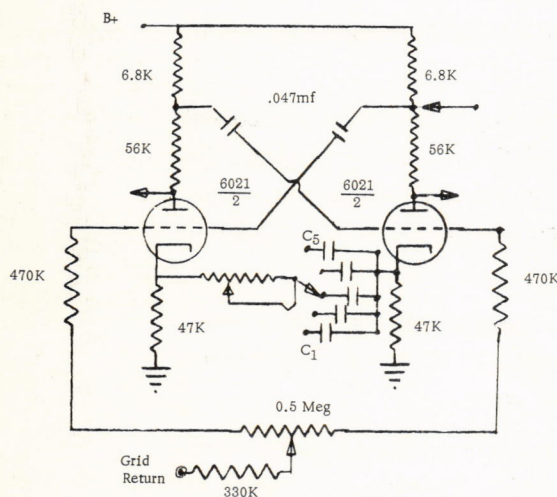 B+
6.8K
6.8K
.047mf
56K
56K
6021
2
6021
2
C5
470K
470K
47K
47K
C1
0.5 Meg
Grid
Return
330K